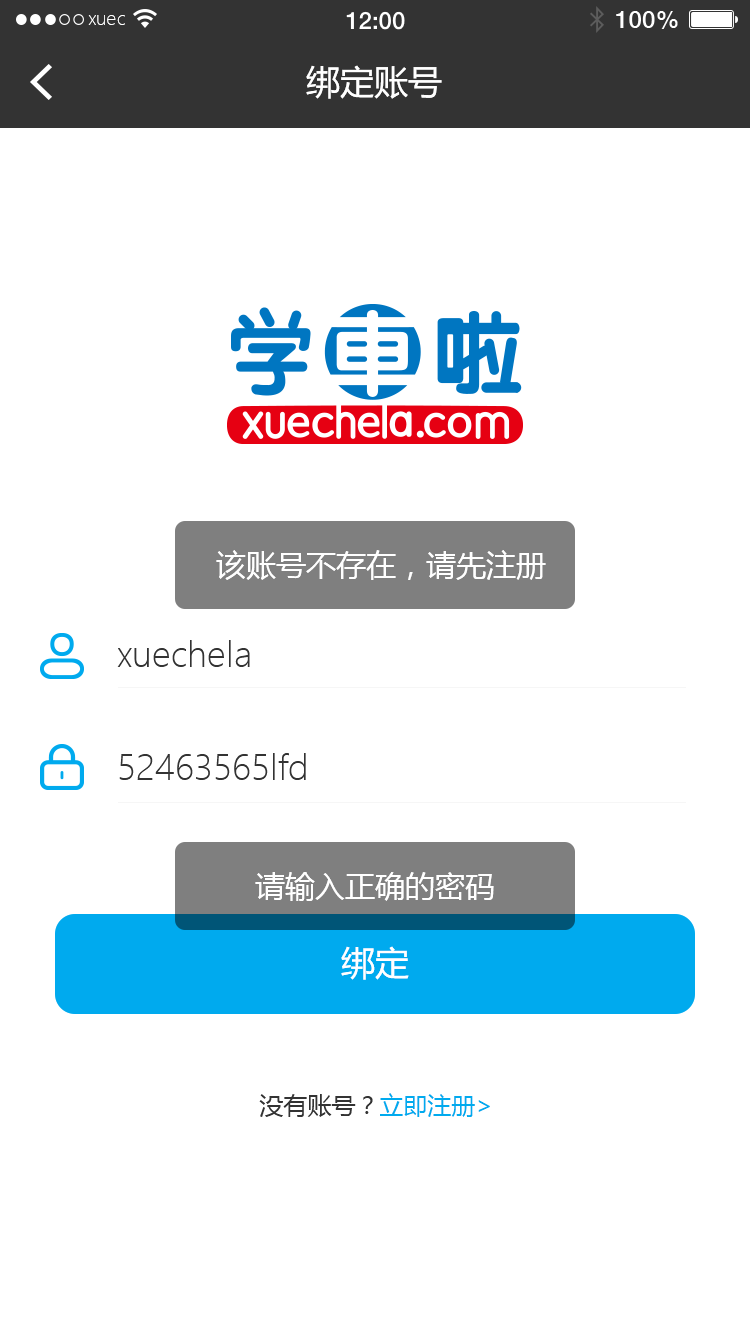 xuec 12:00 100%
绑定账号
学車啦
xuechela.com
该账号不存在，请先注册
xuechela
52463565lfd
请输入正确的密码
绑定
没有账号？立即注册>